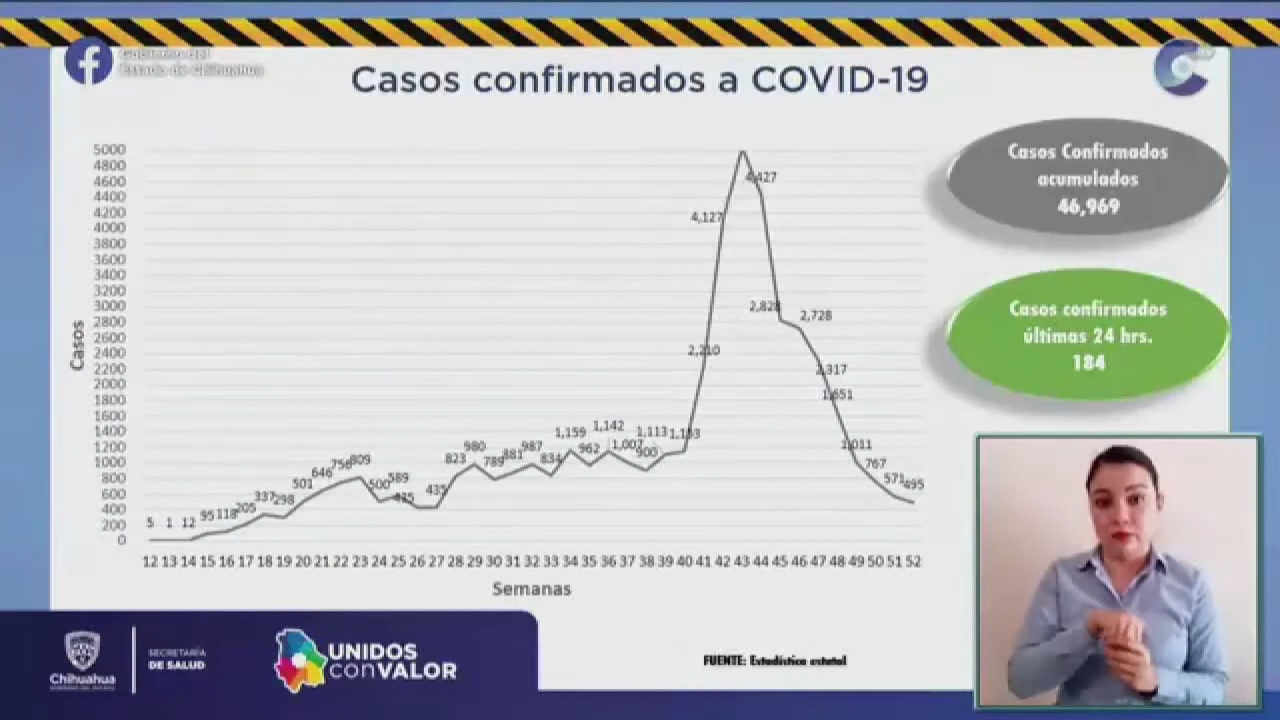 Gobierno del
Estado de Chihuahua
Casos confirmados a COVID-19
Casos Confirmados
acumulados
46,969
Casos confirmados
últimas 24 hrs.
184
Casos
5000
4800
4600
4400
4200
4000
3800
3600
3400
3200
3000
2800
2600
2400
2200
2000
1800
1600
1400
1200
1000
800
600
400
200
0
5 1 12 95 118 205 337 298 501 646 756 809 500 589 435 435 823 980 789 881 987 834 1,159 962 1,142 1,007 900 1,113 1,153 2,210 4,127 4,427 2,828 2,728 2,317 1,651 1,011 767 571 495
12 13 14 15 16 17 18 19 20 21 22 23 24 25 26 27 28 29 30 31 32 33 34 35 36 37 38 39 40 41 42 43 44 45 46 47 48 49 50 51 52
Semanas
FUENTE: Estadística estatal
Chihuahua
SECRETARÍA
DE SALUD
UNIDOS
conVALOR